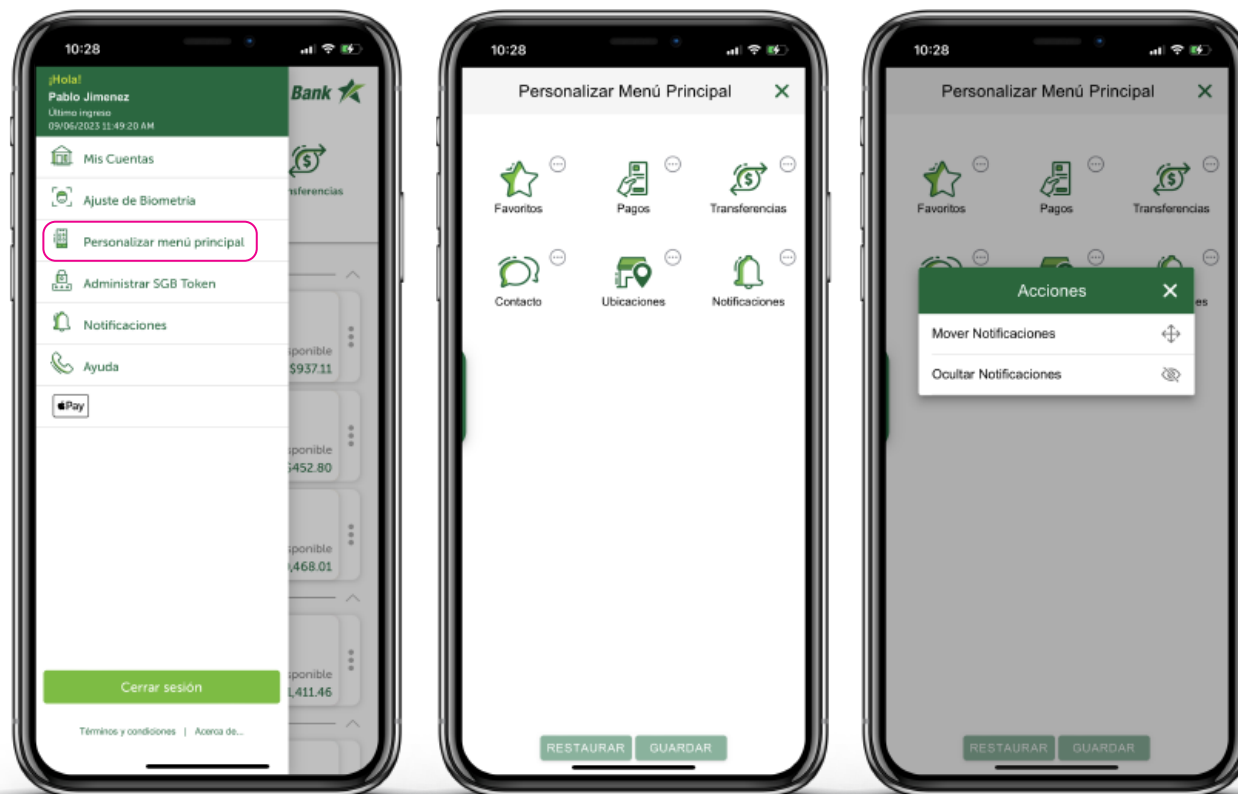 10:28
¡Hola!
Pablo Jimenez
Último ingreso
09/06/2023 11:49:20 AM
Bank
Mis Cuentas
Ajuste de Biometría
nsferencias
Personalizar menú principal
Administrar SGB Token
Notificaciones
sponible
$937.11
Ayuda
Pay
sponible
$452.80
sponible
,468.01
sponible
1,411.46
Cerrar sesión
Términos y condiciones | Acerca de...
10:28
Personalizar Menú Principal
Favoritos Pagos Transferencias
Contacto Ubicaciones Notificaciones
RESTAURAR GUARDAR
10:28
Personalizar Menú Principal
Favoritos Pagos Transferencias
es
Acciones
Mover Notificaciones
Ocultar Notificaciones
RESTAURAR GUARDAR